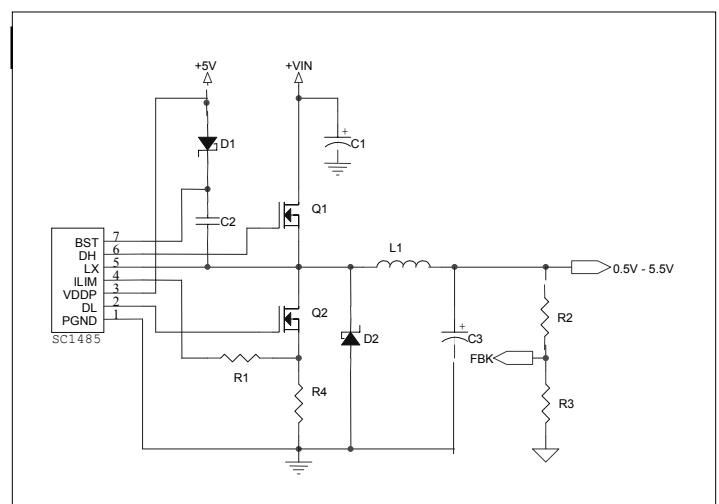 +5V
+VIN
D1
+
C1
C2
Q1
BST 7
DH 6
LX 5
ILIM 4
VDDP 3
DL 2
PGND 1
SC1485
L1
0.5V - 5.5V
Q2
D2
+
C3
R2
FBK
R1
R4
R3